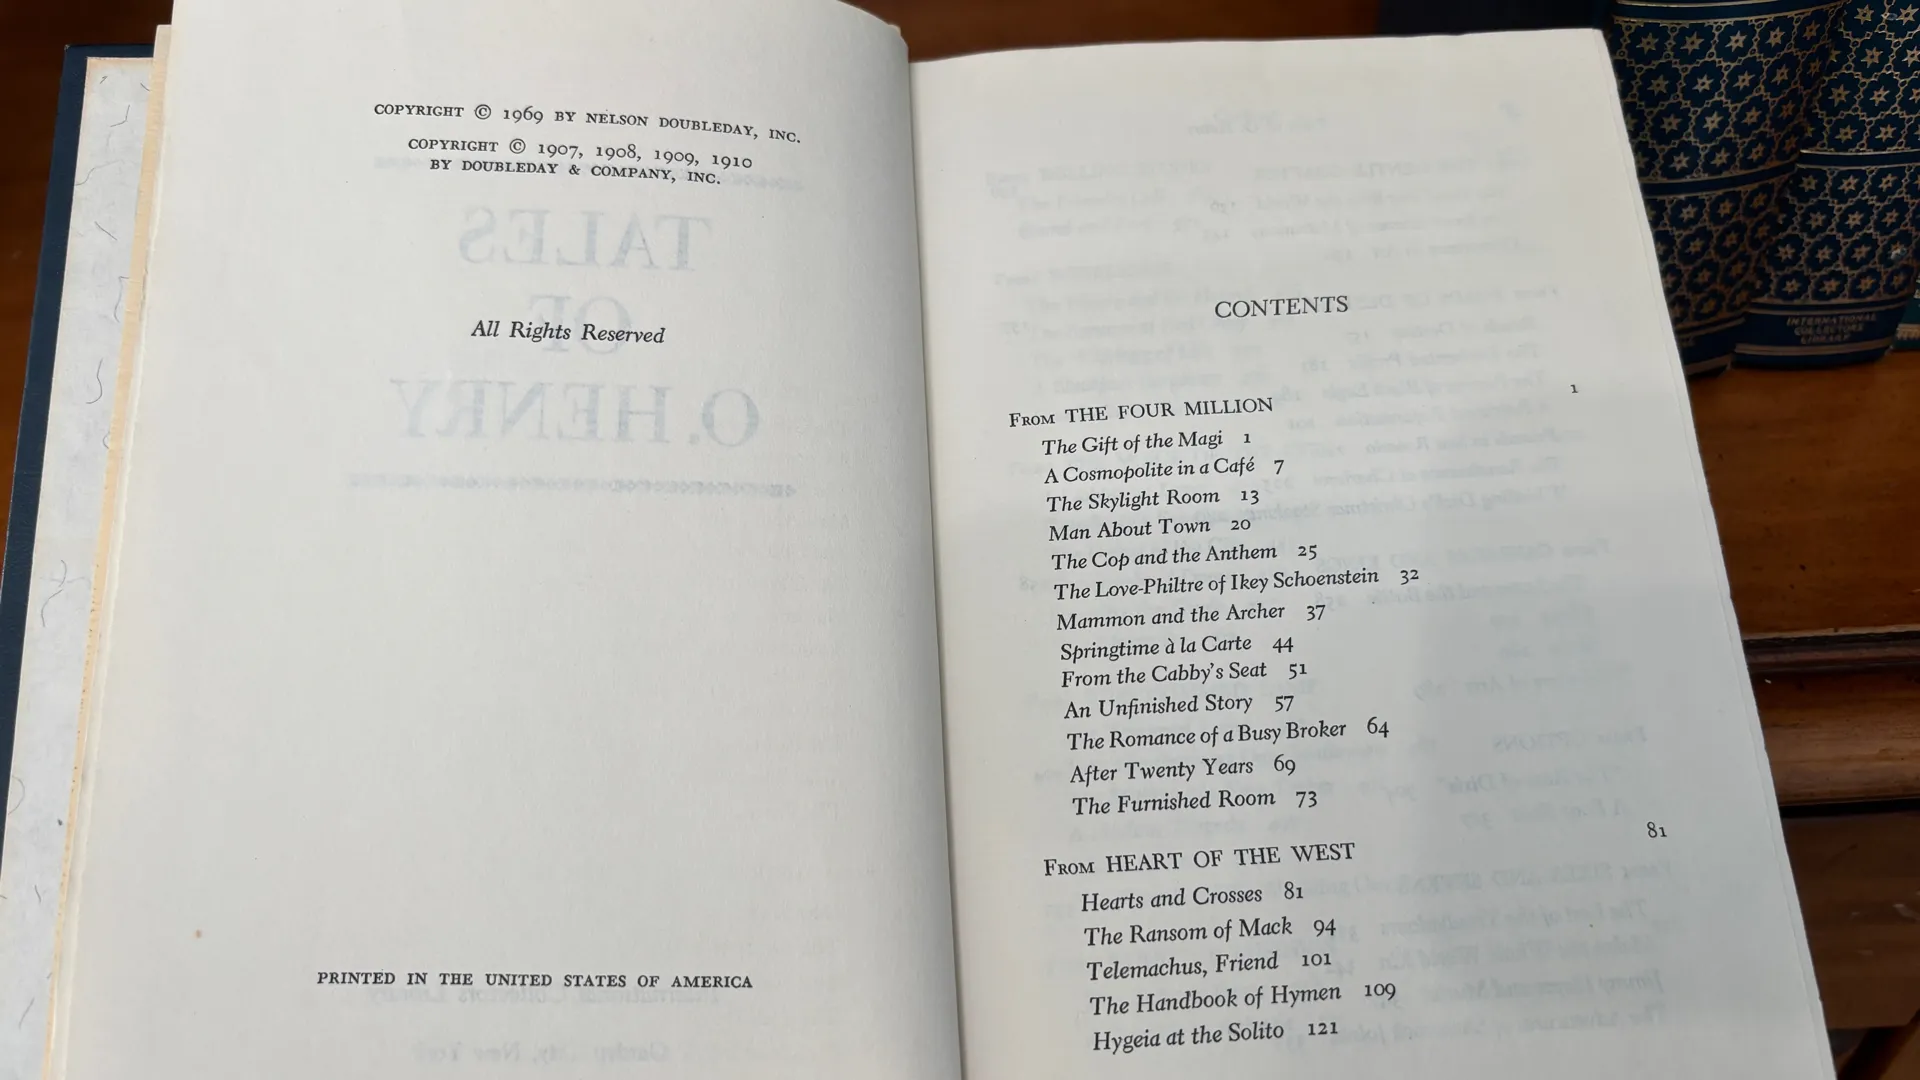 COPYRIGHT © 1969 BY NELSON DOUBLEDAY, INC.
COPYRIGHT © 1907, 1908, 1909, 1910
BY DOUBLEDAY & COMPANY, INC.
TALES
OF
O. HENRY
All Rights Reserved
PRINTED IN THE UNITED STATES OF AMERICA
CONTENTS
From THE FOUR MILLION 1
The Gift of the Magi 1
A Cosmopolite in a Café 7
The Skylight Room 13
Man About Town 20
The Cop and the Anthem 25
The Love-Philtre of Ikey Schoenstein 32
Mammon and the Archer 37
Springtime à la Carte 44
From the Cabby's Seat 51
An Unfinished Story 57
The Romance of a Busy Broker 64
After Twenty Years 69
The Furnished Room 73
From HEART OF THE WEST 81
Hearts and Crosses 81
The Ransom of Mack 94
Telemachus, Friend 101
The Handbook of Hymen 109
Hygeia at the Solito 121
INTERNATIONAL
COLLECTORS
LIBRARY